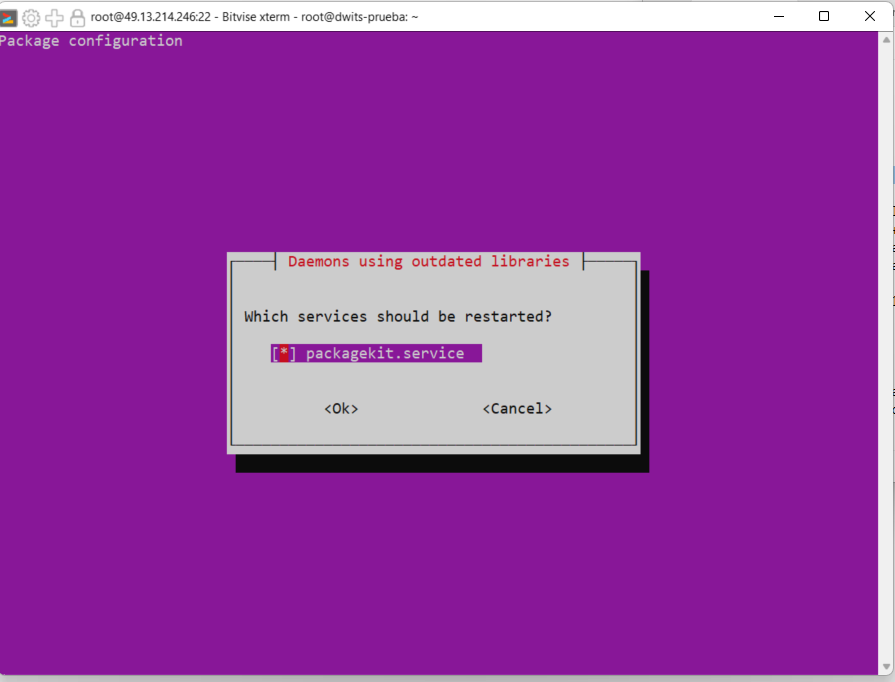 root@49.13.214.246:22 - Bitvise xterm - root@dwits-prueba: ~
Package configuration
Daemons using outdated libraries
Which services should be restarted?
[*] packagekit.service
<Ok> <Cancel>